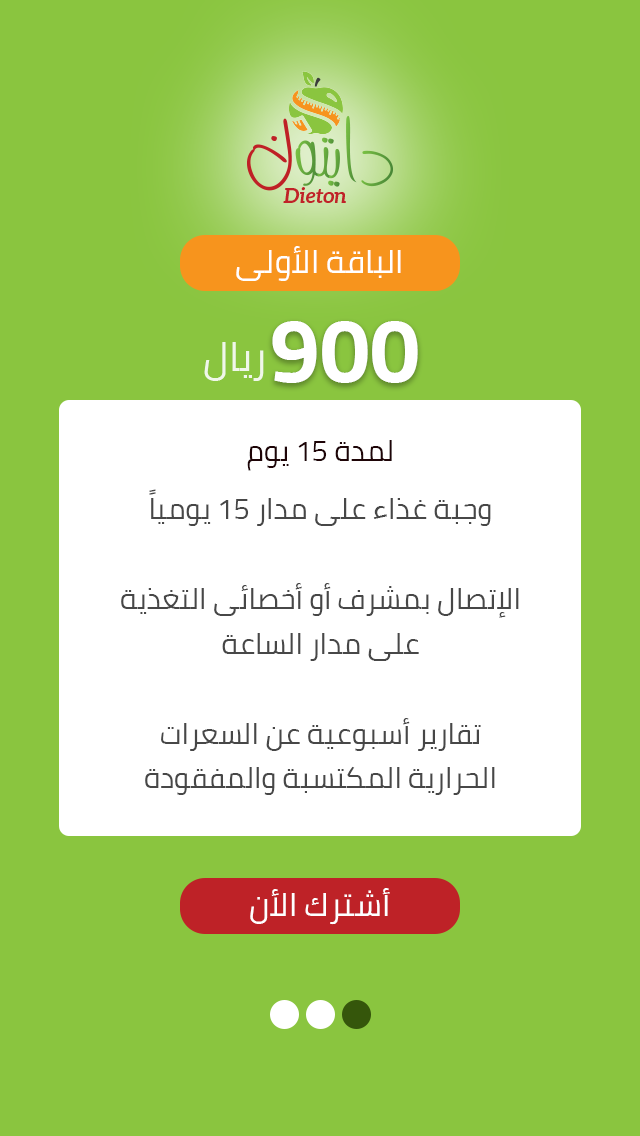 دايتون
Dieton
الباقة الأولى
900 ريال
لمدة 15 يوم
وجبة غذاء على مدار 15 يومياً
الإتصال بمشرف أو أخصائى التغذية
على مدار الساعة
تقارير أسبوعية عن السعرات
الحرارية المكتسبة والمفقودة
أشترك الأن